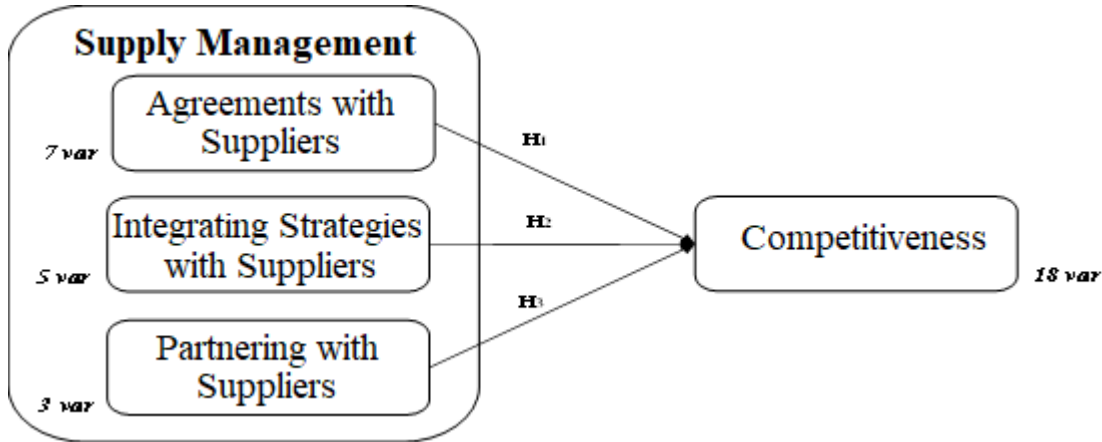 Supply Management
Agreements with
Suppliers
7 var
H1
Integrating Strategies
with Suppliers
5 var
H2
Competitiveness
18 var
H3
Partnering with
Suppliers
3 var